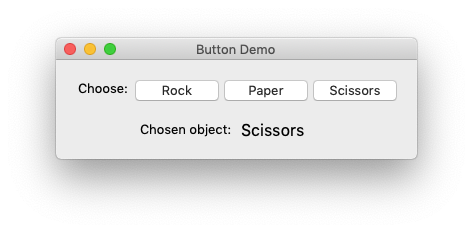 Button Demo
Choose: Rock Paper Scissors
Chosen object: Scissors